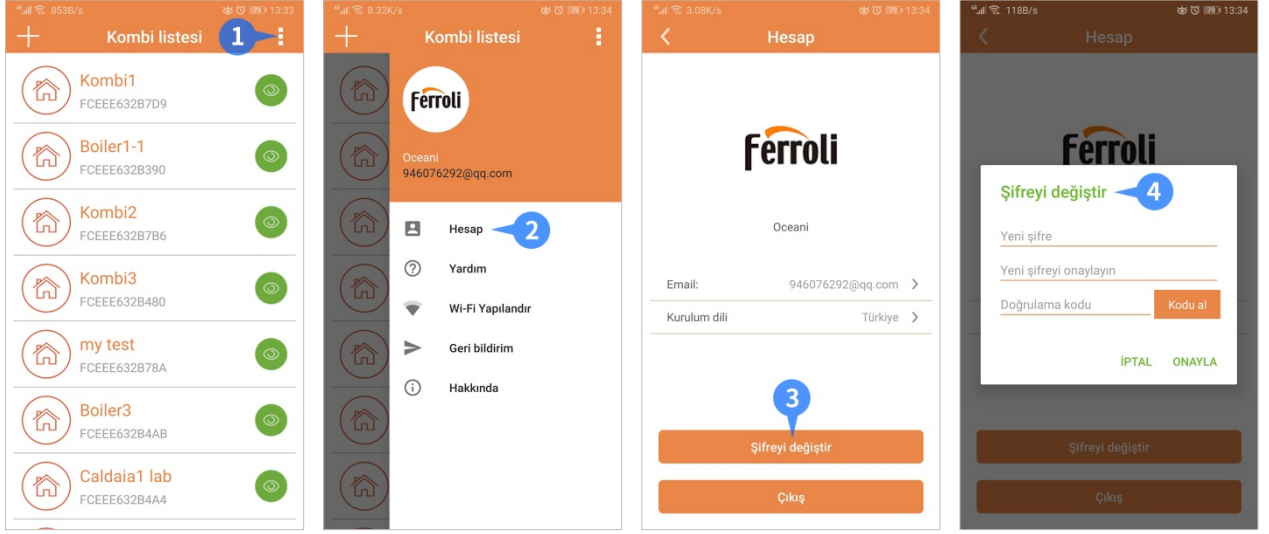 853B/s 79 13:33
Kombi listesi
1
Kombi1
FCEEE632B7D9
Boiler1-1
FCEEE632B390
Kombi2
FCEEE632B7B6
Kombi3
FCEEE632B480
my test
FCEEE632B78A
Boiler3
FCEEE632B4AB
Caldaia1 lab
FCEEE632B4A4
8.32K/s 79 13:34
Kombi listesi
Ferroli
Oceani
946076292@qq.com
Hesap
2
Yardım
Wi-Fi Yapılandır
Geri bildirim
Hakkında
3.08K/s 79 13:34
Hesap
Ferroli
Oceani
Email: 946076292@qq.com
Kurulum dili Türkiye
3
Şifreyi değiştir
Çıkış
118B/s 79 13:34
Hesap
Ferroli
Şifreyi değiştir
4
Yeni şifre
Yeni şifreyi onaylayın
Doğrulama kodu Kodu al
İPTAL ONAYLA
Şifreyi değiştir
Çıkış